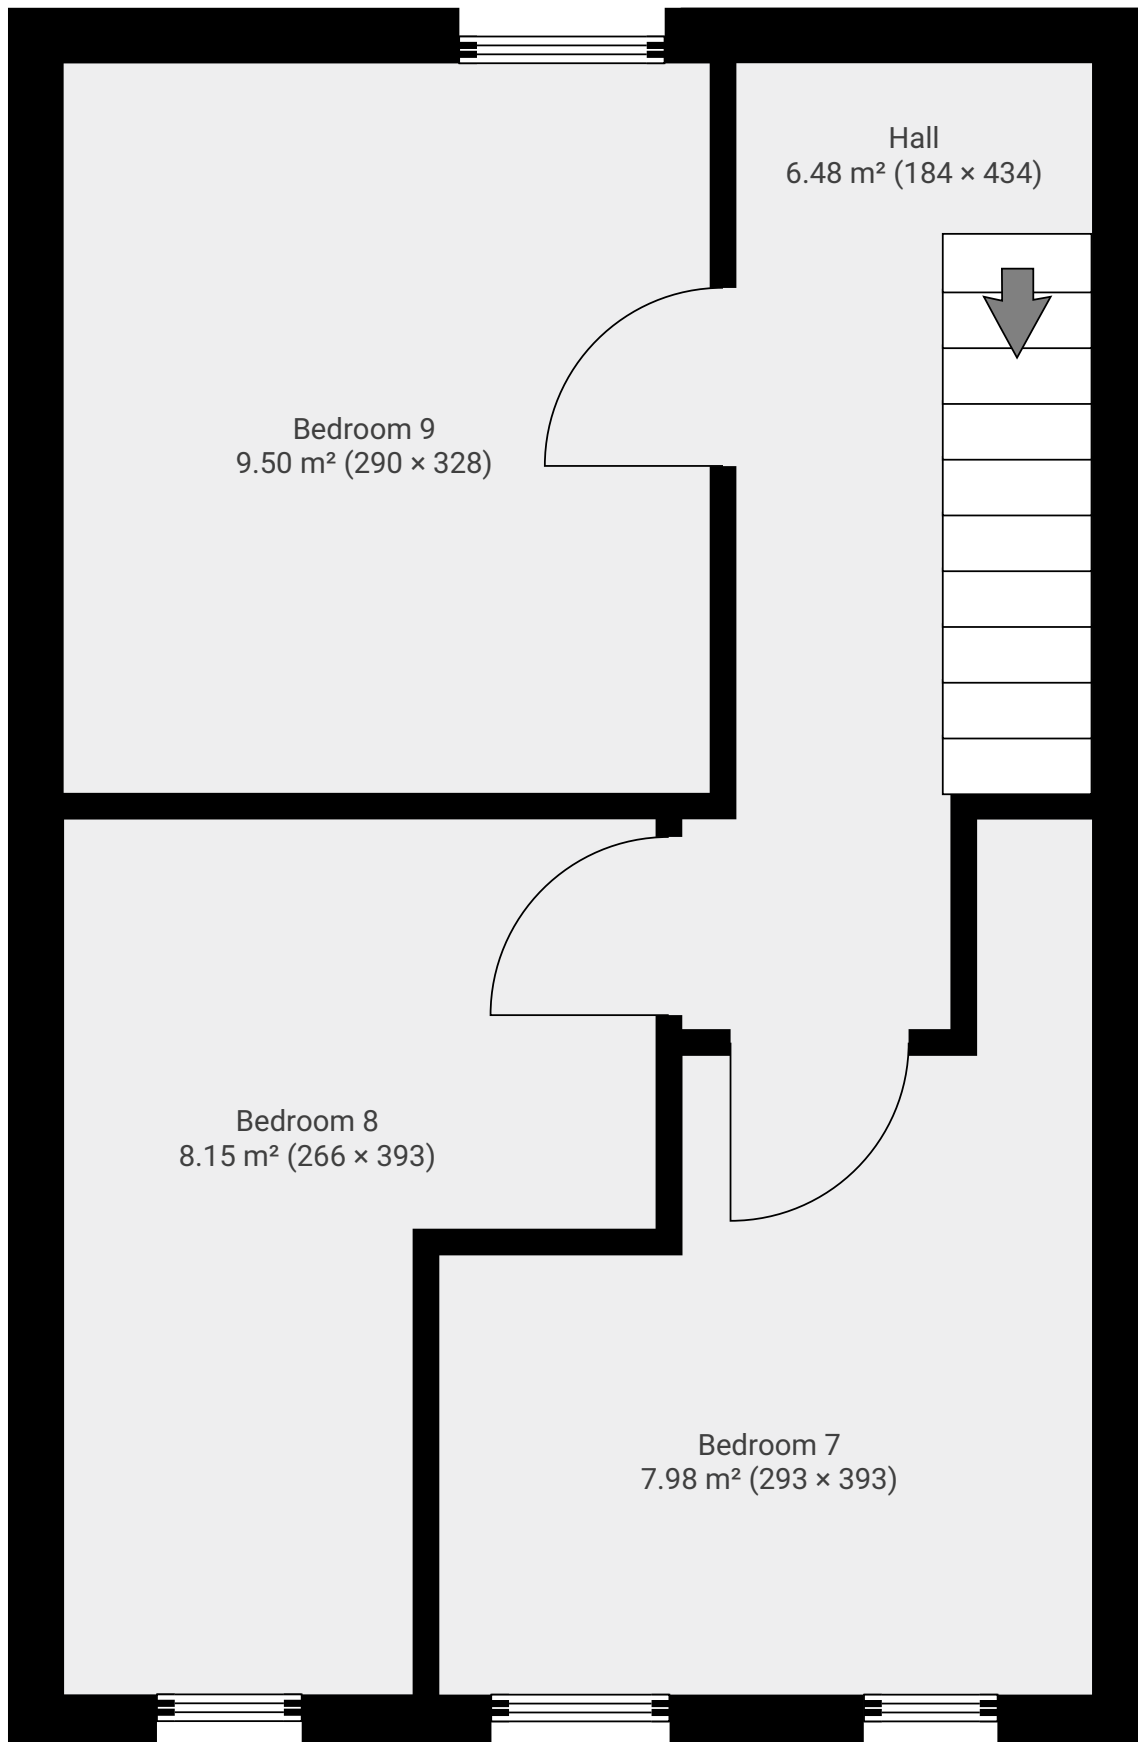 Hall
6.48 m² (184 × 434)
Bedroom 9
9.50 m² (290 × 328)
Bedroom 8
8.15 m² (266 × 393)
Bedroom 7
7.98 m² (293 × 393)